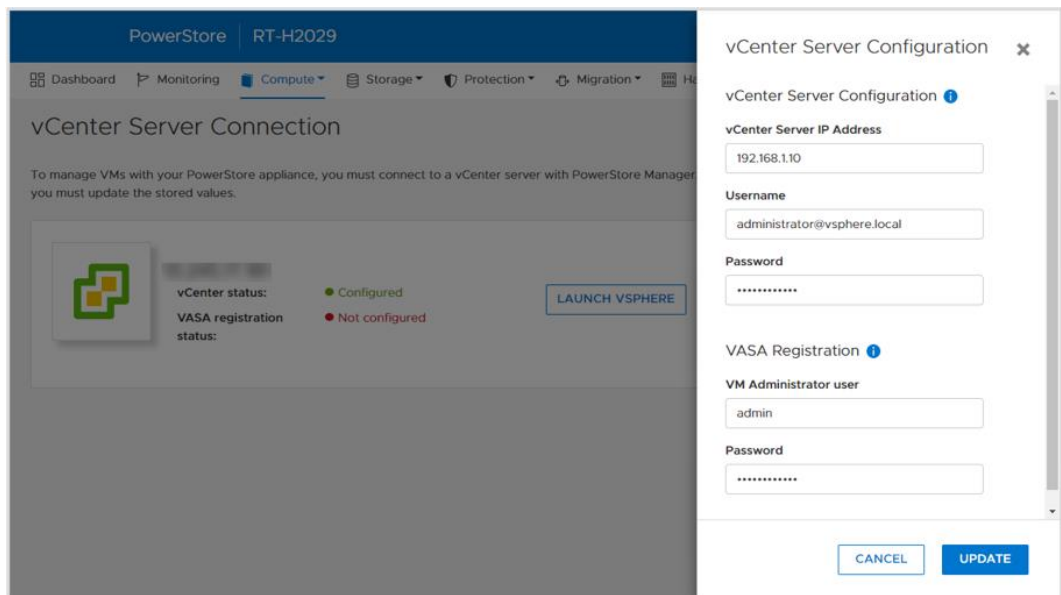 PowerStore RT-H2029
Dashboard Monitoring Compute Storage Protection Migration
vCenter Server Connection
To manage VMs with your PowerStore appliance, you must connect to a vCenter server with PowerStore Manager
you must update the stored values.
vCenter status: Configured
VASA registration Not configured
status:
LAUNCH VSPHERE
vCenter Server Configuration
vCenter Server Configuration
vCenter Server IP Address
192.168.1.10
Username
administrator@vsphere.local
Password
••••••••••••
VASA Registration
VM Administrator user
admin
Password
••••••••••••
CANCEL UPDATE